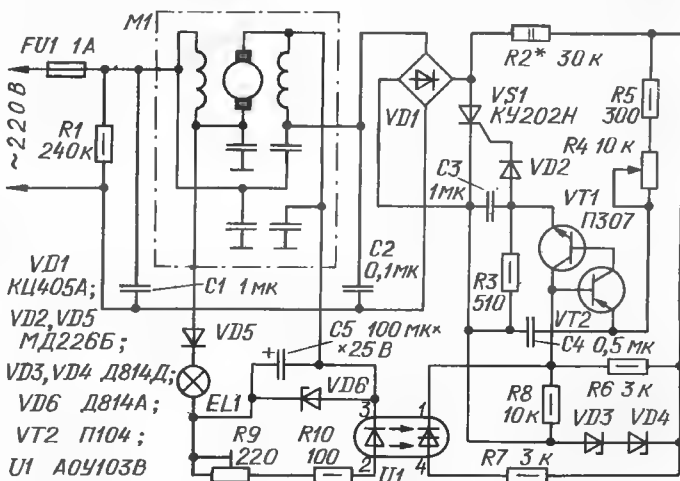 M1
FU1 1А
~220В
R1
240к
VD1
R2* 30к
VS1
КУ202Н
R5
300
R4 10к
C3
1мк
VD2
VT1
П307
C2
0,1мк
R3
510
VT2
C4 0,5мк
C1 1мк
VD1
КЦ405А;
VD2, VD5
МД226Б;
VD3, VD4 Д814Д;
VD6 Д814А;
VT2 П104;
U1 АОУ103В
VD5
EL1
C5 100мк×
×25В
VD6
R9
220
R10
100
3
1
2
4
U1
R8
10к
R6 3к
VD3
VD4
R7 3к